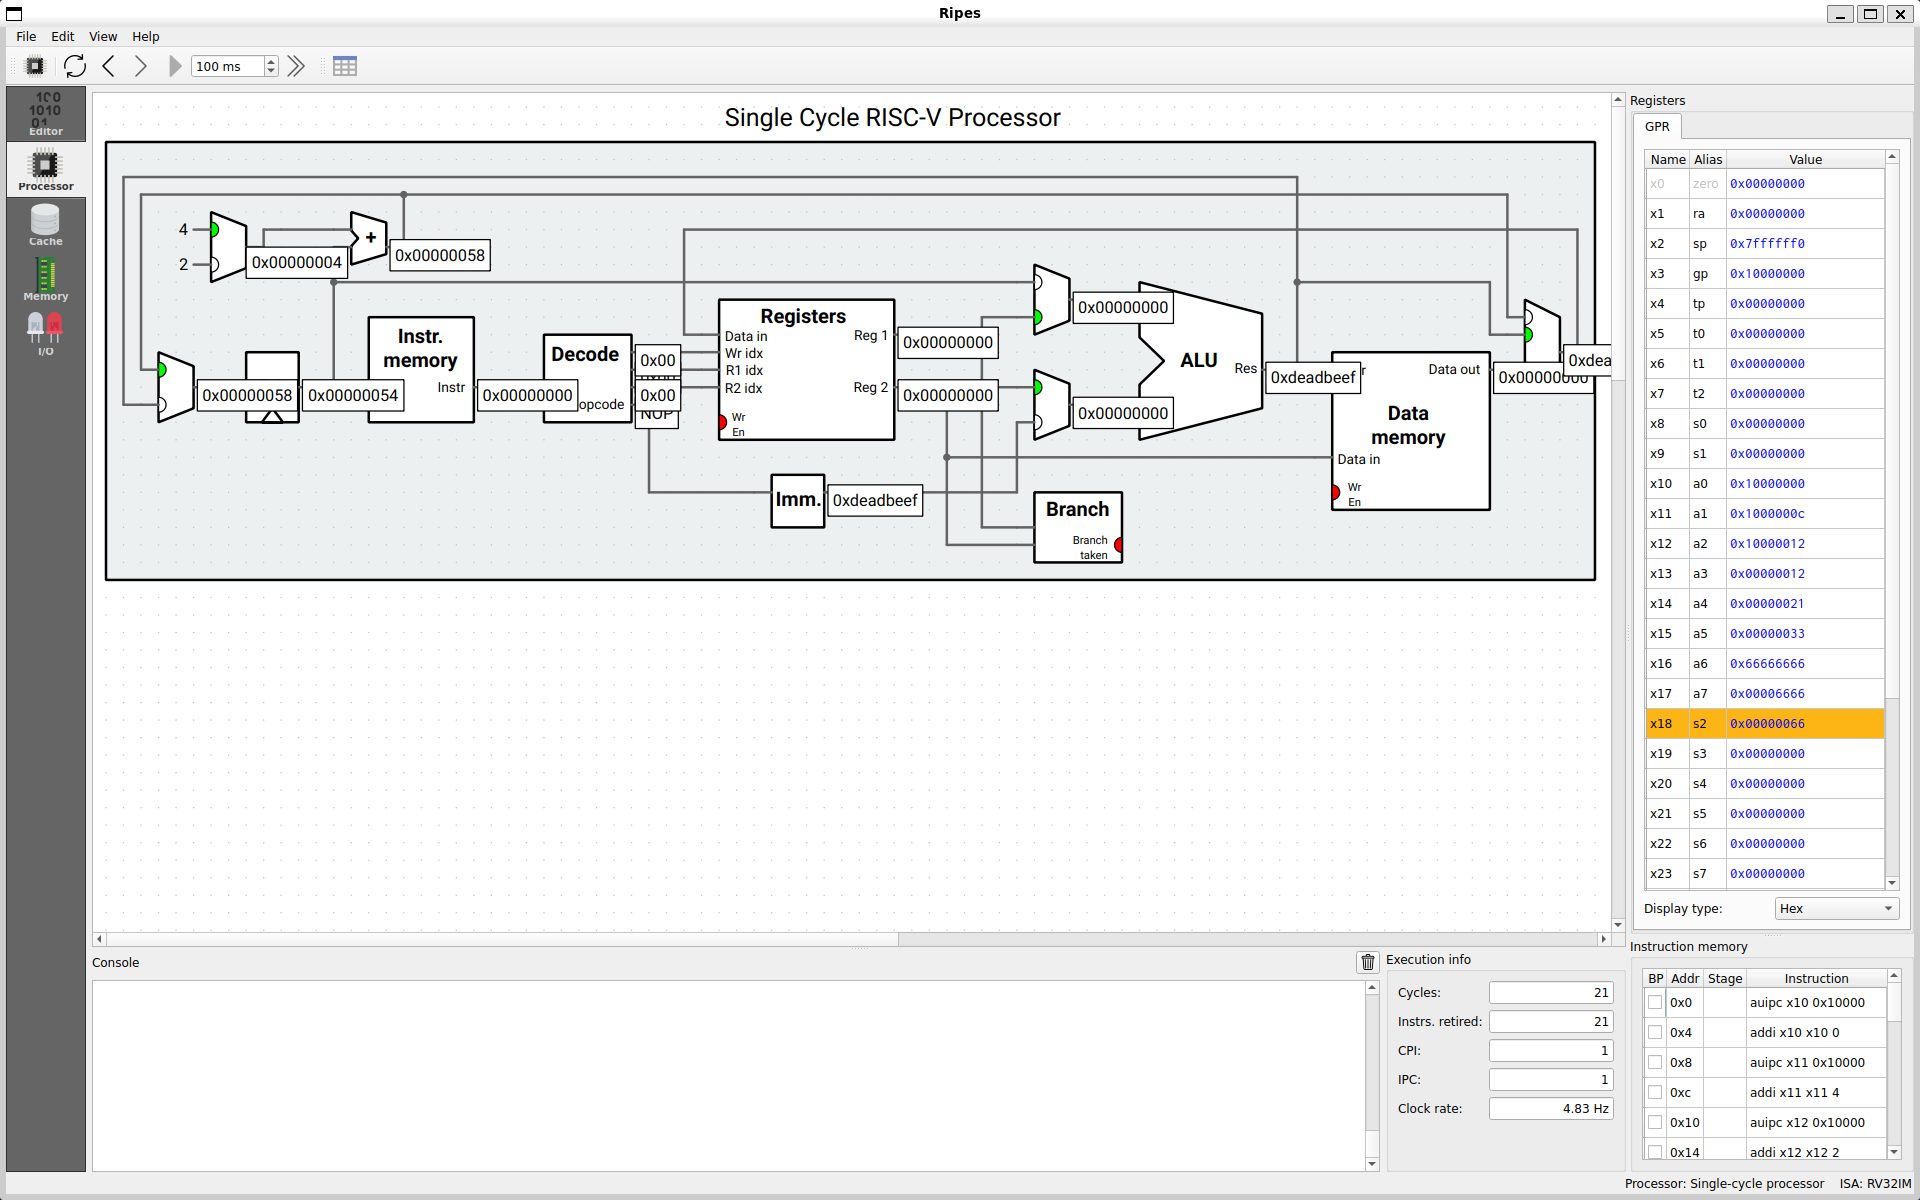 Ripes
File Edit View Help
100 ms
Editor
Processor
Cache
Memory
I/O
Single Cycle RISC-V Processor
4
2
0x00000004
+
0x00000058
0x00000058
0x00000054
Instr.
memory
Instr
0x00000000
Decode
opcode
0x00
0x00
NOP
Registers
Data in
Wr idx
R1 idx
R2 idx
Wr
En
Reg 1
Reg 2
0x00000000
0x00000000
Imm.
0xdeadbeef
0x00000000
0x00000000
ALU
Res
0xdeadbeef
Branch
Branch
taken
r
Data out
Data
memory
Data in
Wr
En
0x00000000
0xdea
Registers
GPR
Name Alias Value
x0 zero 0x00000000
x1 ra 0x00000000
x2 sp 0x7ffffff0
x3 gp 0x10000000
x4 tp 0x00000000
x5 t0 0x00000000
x6 t1 0x00000000
x7 t2 0x00000000
x8 s0 0x00000000
x9 s1 0x00000000
x10 a0 0x10000000
x11 a1 0x1000000c
x12 a2 0x10000012
x13 a3 0x00000012
x14 a4 0x00000021
x15 a5 0x00000033
x16 a6 0x66666666
x17 a7 0x00006666
x18 s2 0x00000066
x19 s3 0x00000000
x20 s4 0x00000000
x21 s5 0x00000000
x22 s6 0x00000000
x23 s7 0x00000000
Display type: Hex
Console
Execution info
Cycles: 21
Instrs. retired: 21
CPI: 1
IPC: 1
Clock rate: 4.83 Hz
Instruction memory
BP Addr Stage Instruction
0x0 auipc x10 0x10000
0x4 addi x10 x10 0
0x8 auipc x11 0x10000
0xc addi x11 x11 4
0x10 auipc x12 0x10000
0x14 addi x12 x12 2
Processor: Single-cycle processor ISA: RV32IM